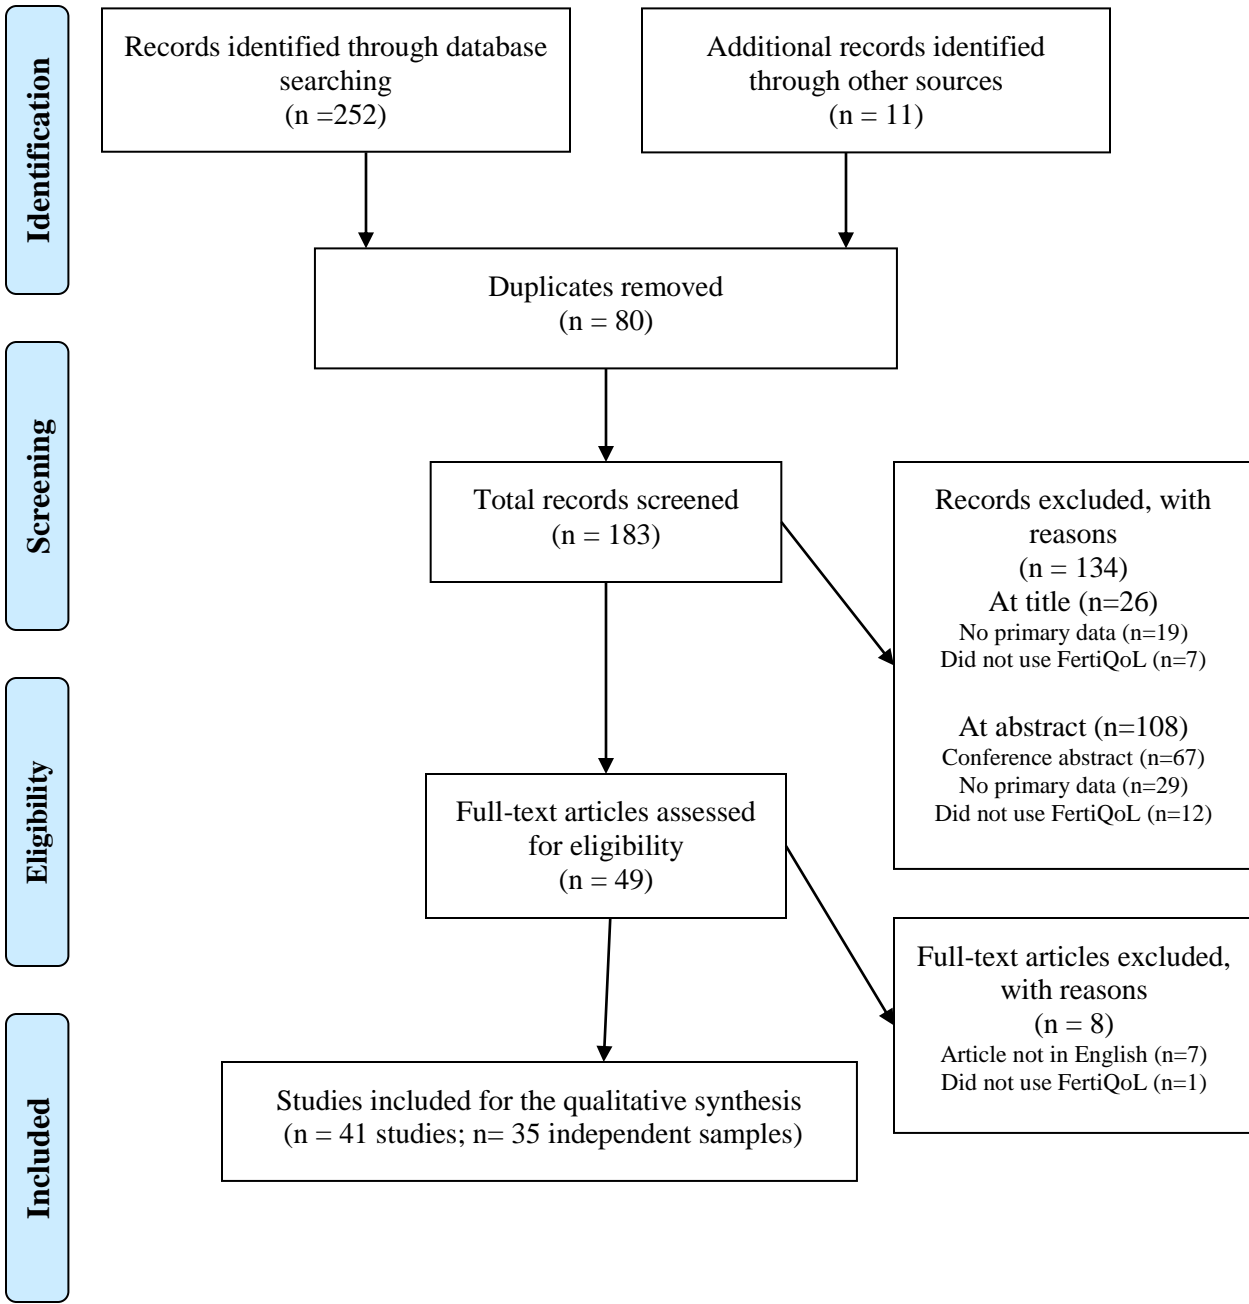 Identification
Records identified through database
searching
(n =252)
Additional records identified
through other sources
(n = 11)
Duplicates removed
(n = 80)
Screening
Total records screened
(n = 183)
Records excluded, with
reasons
(n = 134)
At title (n=26)
No primary data (n=19)
Did not use FertiQoL (n=7)
At abstract (n=108)
Conference abstract (n=67)
No primary data (n=29)
Did not use FertiQoL (n=12)
Eligibility
Full-text articles assessed
for eligibility
(n = 49)
Full-text articles excluded,
with reasons
(n = 8)
Article not in English (n=7)
Did not use FertiQoL (n=1)
Included
Studies included for the qualitative synthesis
(n = 41 studies; n= 35 independent samples)